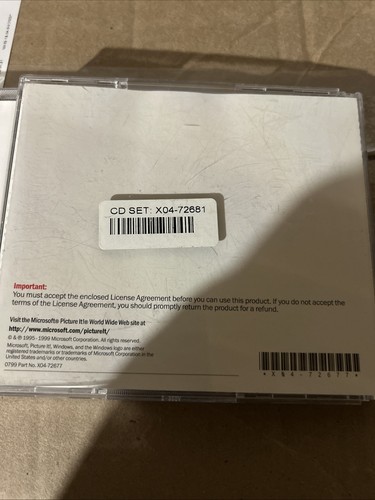 CD SET: X04-72681
Important:
You must accept the enclosed License Agreement before you can use this product. If you do not accept the
terms of the License Agreement, you should promptly return the product for a refund.
Visit the Microsoft® Picture It!® World Wide Web site at
http://www.microsoft.com/pictureit/
© & ℗ 1995 - 1999 Microsoft Corporation. All rights reserved.
Microsoft, Picture It!, Windows, and the Windows logo are either
registered trademarks or trademarks of Microsoft Corporation in the
United States and/or other countries.
0799 Part No. X04-72677
*X04-72677*